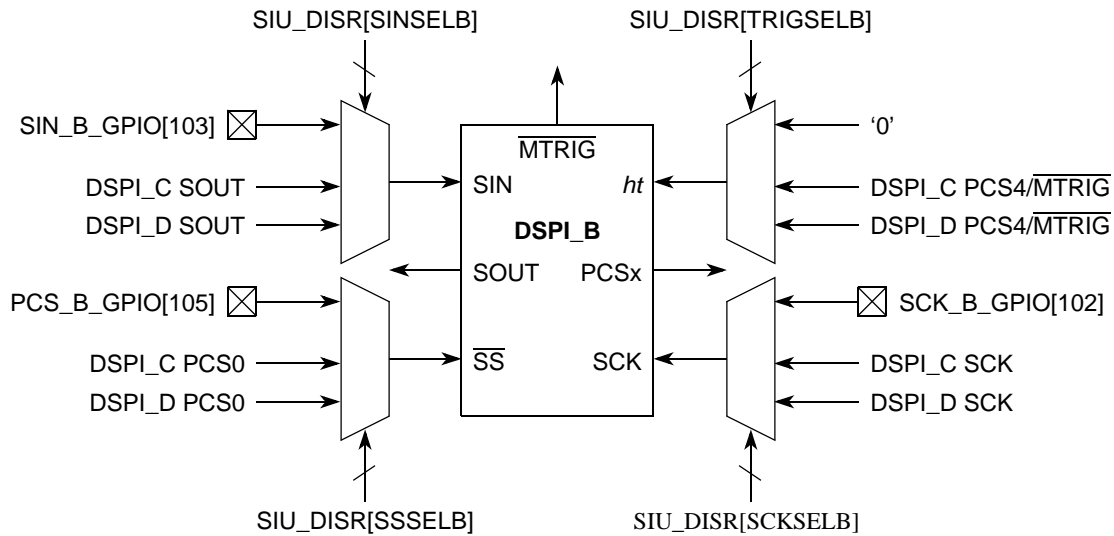 SIU_DISR[SINSELB]
SIU_DISR[TRIGSELB]
SIN_B_GPIO[103]
MTRIG
‘0’
DSPI_C SOUT
SIN
ht
DSPI_C PCS4/MTRIG
DSPI_D SOUT
DSPI_B
DSPI_D PCS4/MTRIG
SOUT
PCSx
PCS_B_GPIO[105]
SCK_B_GPIO[102]
DSPI_C PCS0
SS
SCK
DSPI_C SCK
DSPI_D PCS0
DSPI_D SCK
SIU_DISR[SSSELB]
SIU_DISR[SCKSELB]